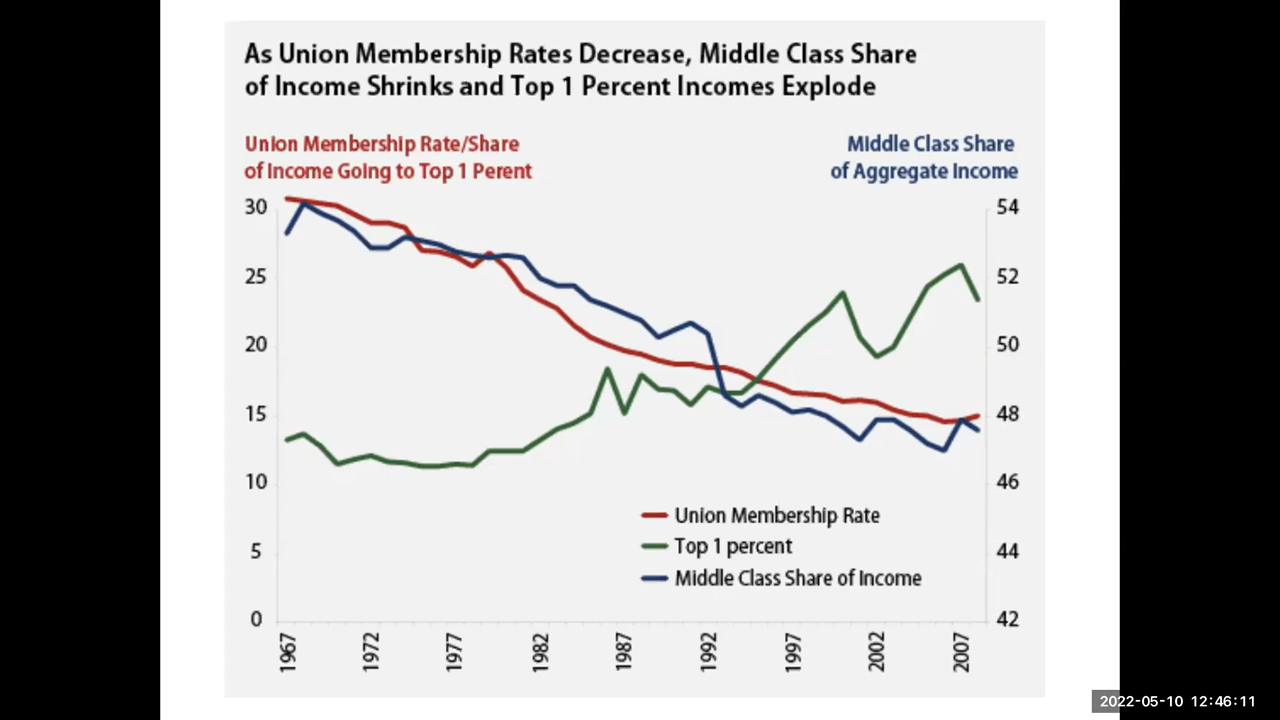 As Union Membership Rates Decrease, Middle Class Share
of Income Shrinks and Top 1 Percent Incomes Explode
Union Membership Rate/Share
of Income Going to Top 1 Perent
Middle Class Share
of Aggregate Income
30
25
20
15
10
5
0
54
52
50
48
46
44
42
Union Membership Rate
Top 1 percent
Middle Class Share of Income
1967
1972
1977
1982
1987
1992
1997
2002
2007
2022-05-10 12:46:11